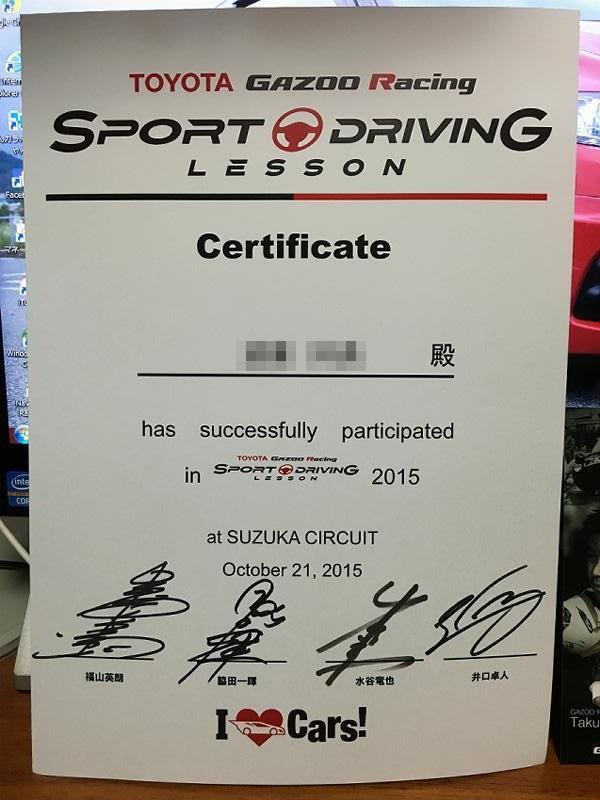 TOYOTA GAZOO Racing
SPORT DRIVING
LESSON
Certificate
殿
has successfully participated
in TOYOTA GAZOO Racing SPORT DRIVING LESSON 2015
at SUZUKA CIRCUIT
October 21, 2015
福山英朗 脇田一輝 水谷竜也 井口卓人
I Cars!
GAZOO R
Taku